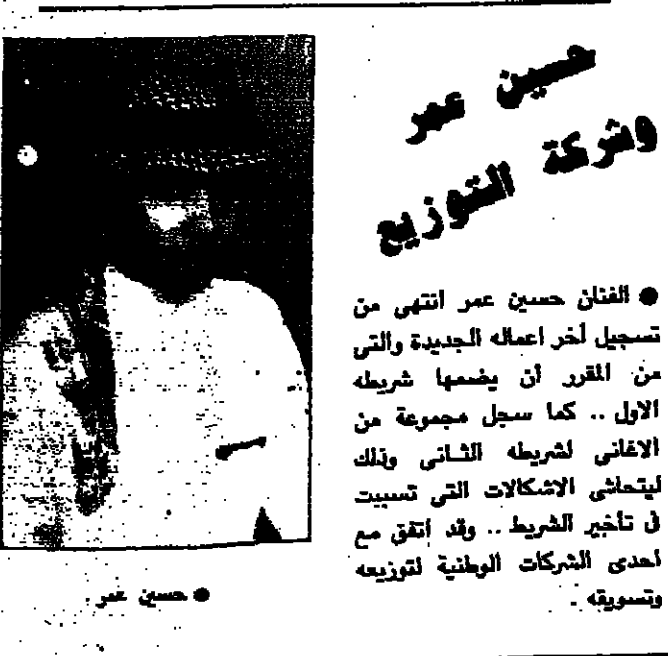 حسين عمر
وشركة التوزيع
● الفنان حسين عمر انتهى من
تسجيل أخر اعماله الجديدة والتى
من المقرر أن يضمها شريطه
الاول .. كما سجل مجموعة من
الاغانى لشريطه الثانى وذلك
ليتحاشى الاشكالات التى تسببت
فى تأخير الشريط .. وقد اتفق مع
احدى الشركات الوطنية لتوزيعه
وتسويقه .
● حسين عمر .